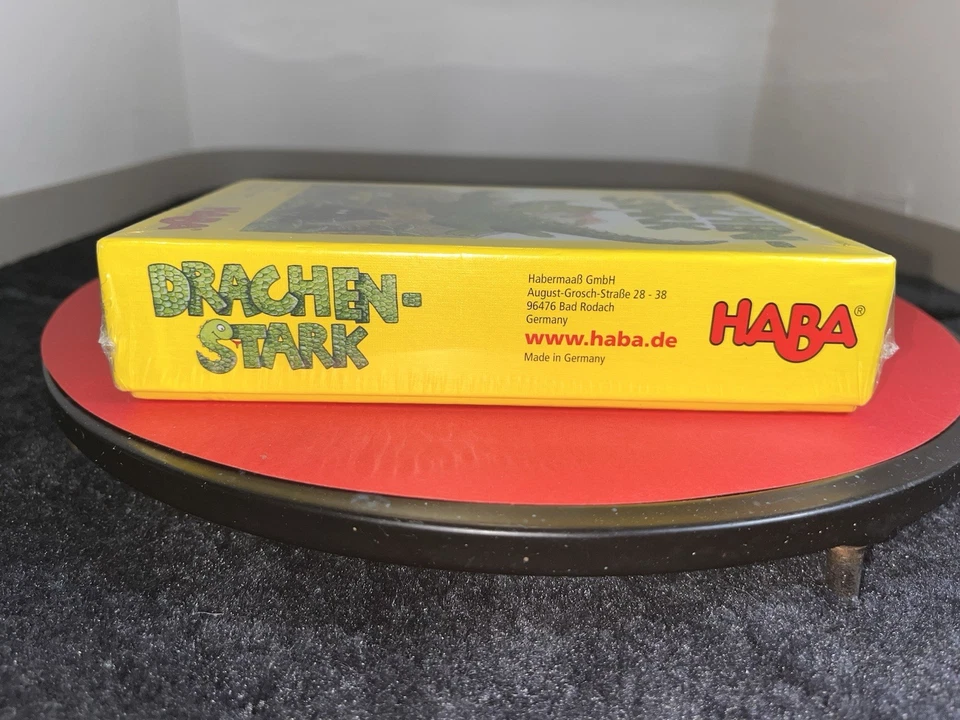 DRACHEN-
STARK
Habermaaß GmbH
August-Grosch-Straße 28 - 38
96476 Bad Rodach
Germany
www.haba.de
Made in Germany
HABA®